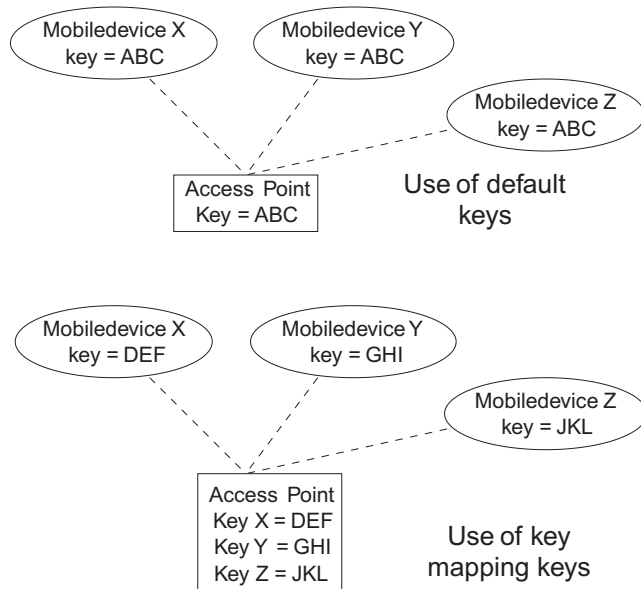 Mobiledevice X
key = ABC
Mobiledevice Y
key = ABC
Mobiledevice Z
key = ABC
Access Point
Key = ABC
Use of default
keys
Mobiledevice X
key = DEF
Mobiledevice Y
key = GHI
Mobiledevice Z
key = JKL
Access Point
Key X = DEF
Key Y = GHI
Key Z = JKL
Use of key
mapping keys